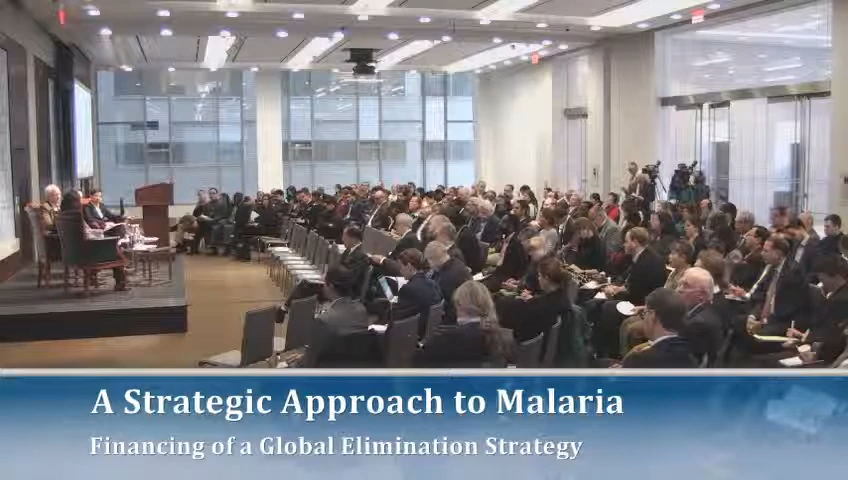 A Strategic Approach to Malaria
Financing of a Global Elimination Strategy